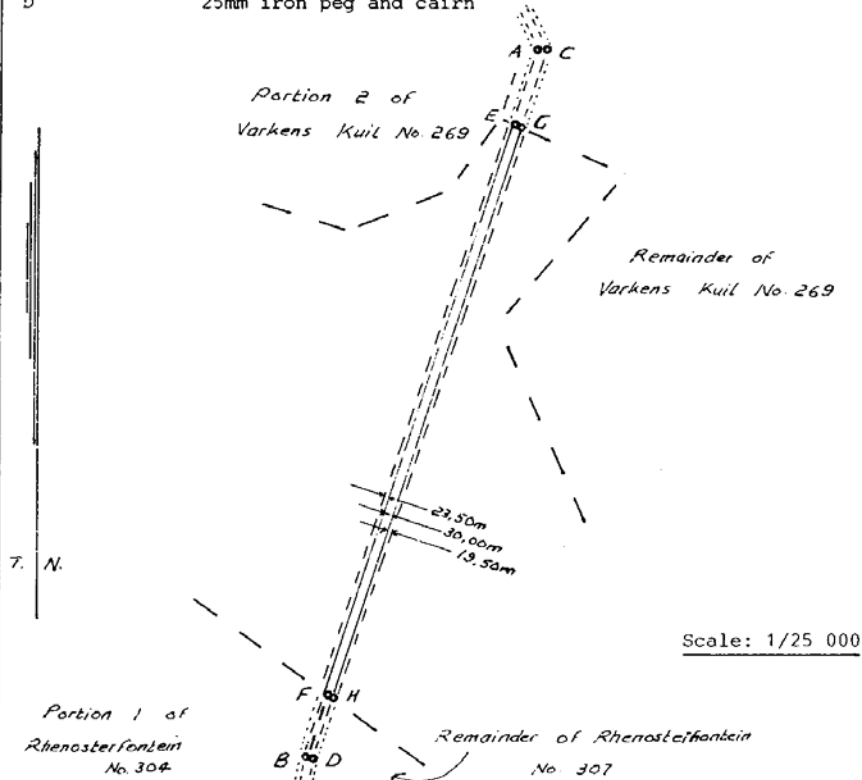 25mm iron peg and cairn
A C
Portion 2 of
Varkens Kuil No. 269
E G
Remainder of
Varkens Kuil No. 269
23,50m
30,00m
19,50m
T. N.
Scale: 1/25 000
F H
Portion 1 of
Rhenosterfontein
No. 304
B D
Remainder of Rhenosterfontein
No. 307